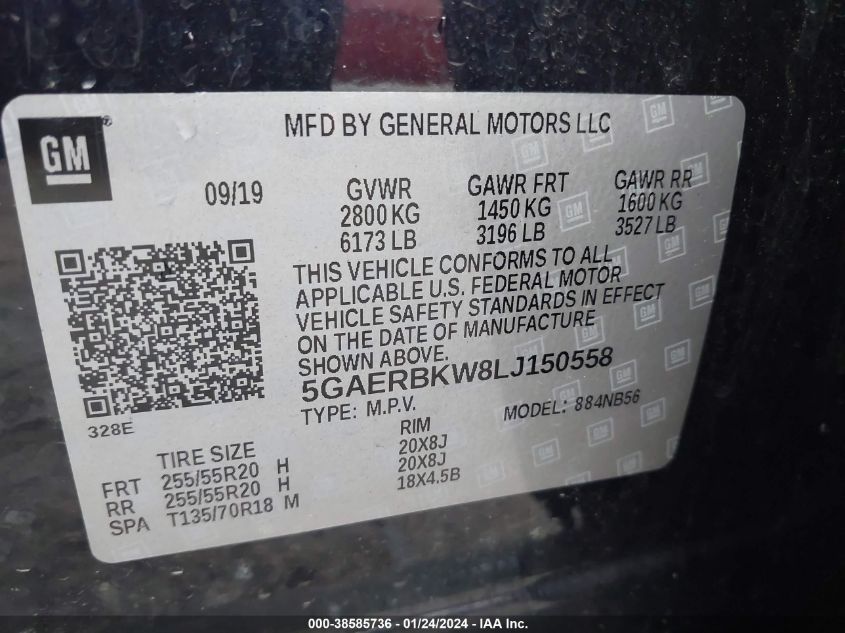 GM
MFD BY GENERAL MOTORS LLC
09/19
GVWR GAWR FRT GAWR RR
2800 KG 1450 KG 1600 KG
6173 LB 3196 LB 3527 LB
THIS VEHICLE CONFORMS TO ALL
APPLICABLE U.S. FEDERAL MOTOR
VEHICLE SAFETY STANDARDS IN EFFECT
ON THE DATE OF MANUFACTURE
SHOWN ABOVE.
5GAERBKW8LJ150558
TYPE: M.P.V. MODEL: 884NB56
328E
TIRE SIZE RIM
FRT 255/55R20 H 20X8J
RR 255/55R20 H 20X8J
SPA T135/70R18 M 18X4.5B
000-38585736 - 01/24/2024 - IAA Inc.